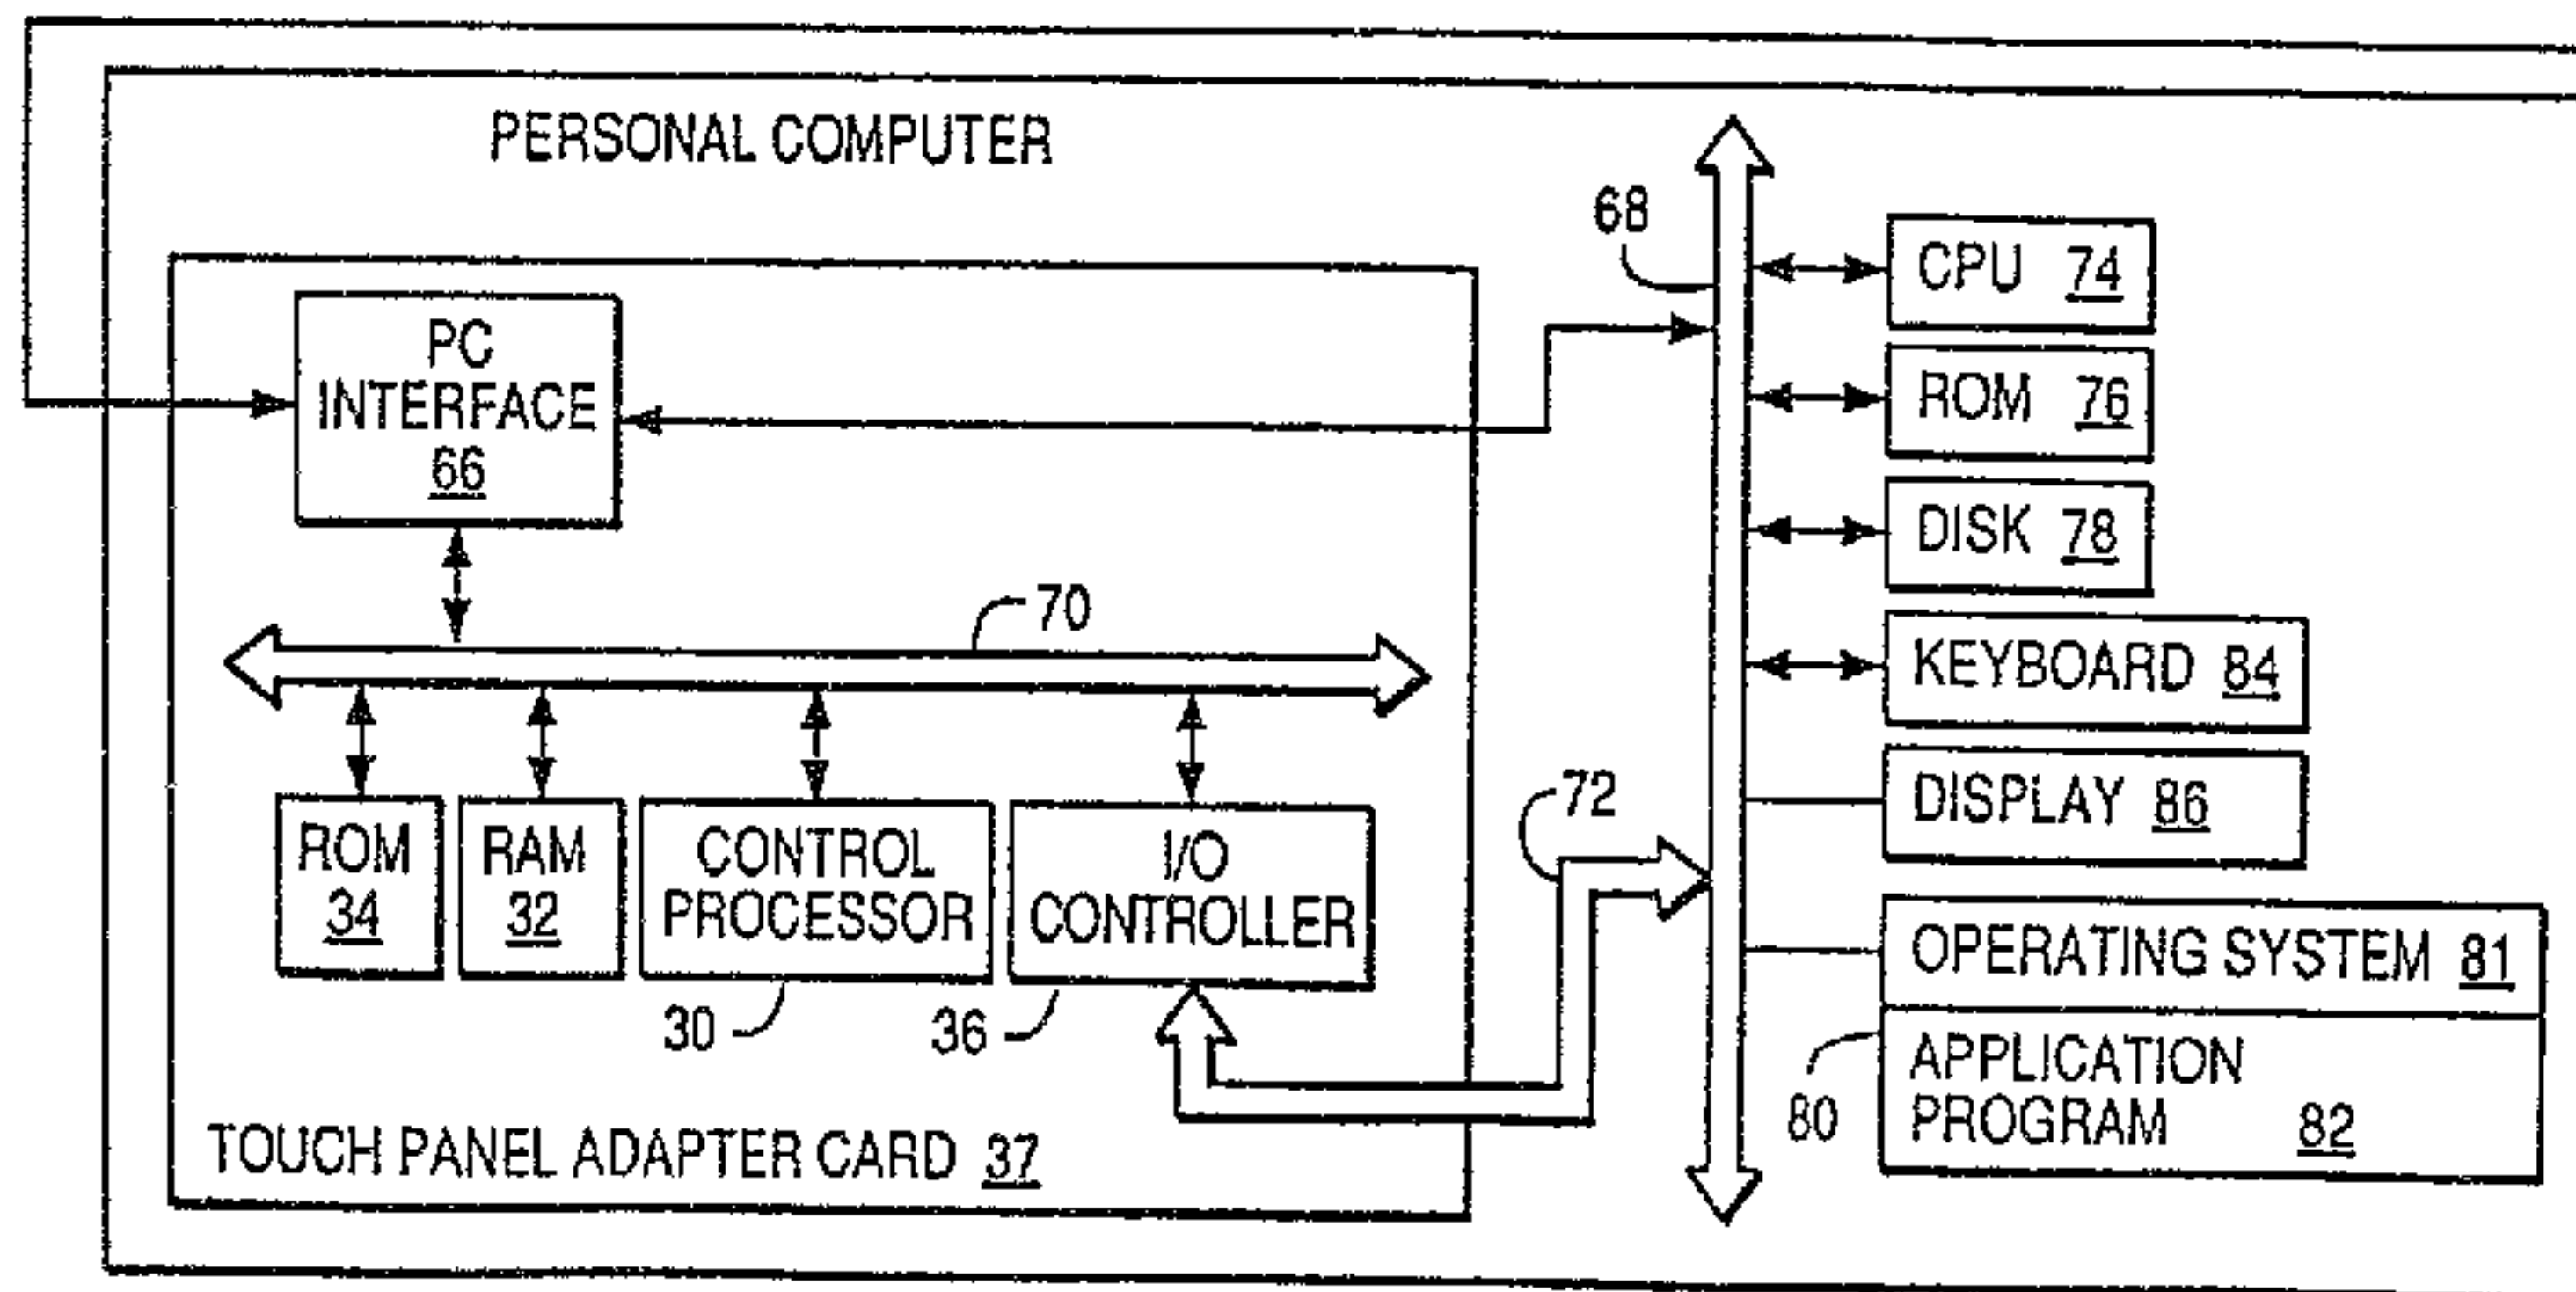 PERSONAL COMPUTER
68
CPU 74
PC
INTERFACE
66
ROM 76
DISK 78
70
KEYBOARD 84
72
DISPLAY 86
ROM
34
RAM
32
CONTROL
PROCESSOR
I/O
CONTROLLER
30
36
OPERATING SYSTEM 81
80
APPLICATION
PROGRAM 82
TOUCH PANEL ADAPTER CARD 37